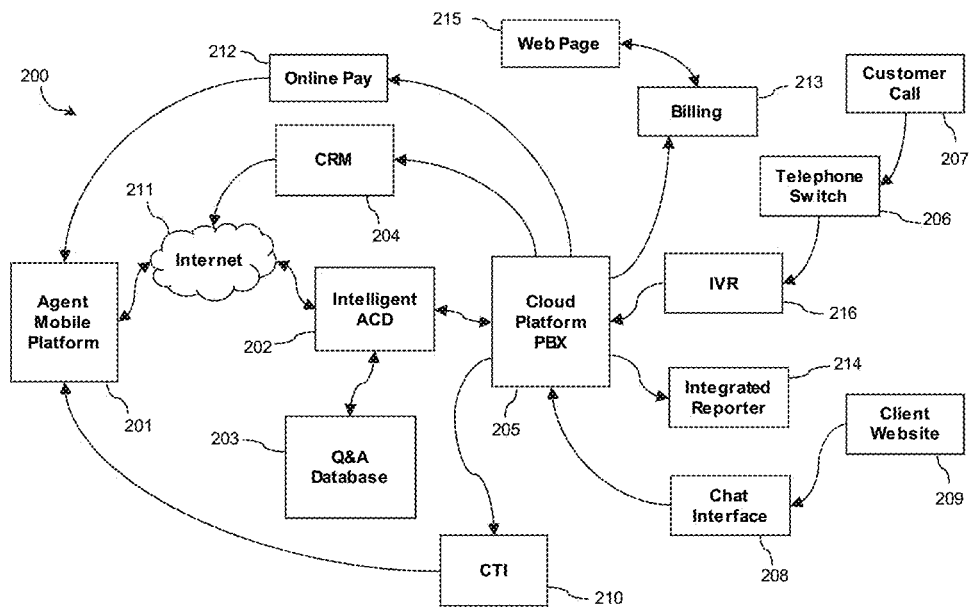 215
Web Page
212
Online Pay
200
213
Billing
Customer
Call
207
CRM
204
Telephone
Switch
206
211
Internet
Agent
Mobile
Platform
201
Intelligent
ACD
202
Cloud
Platform
PBX
205
IVR
216
214
Integrated
Reporter
203
Q&A
Database
Client
Website
209
Chat
Interface
208
CTI
210